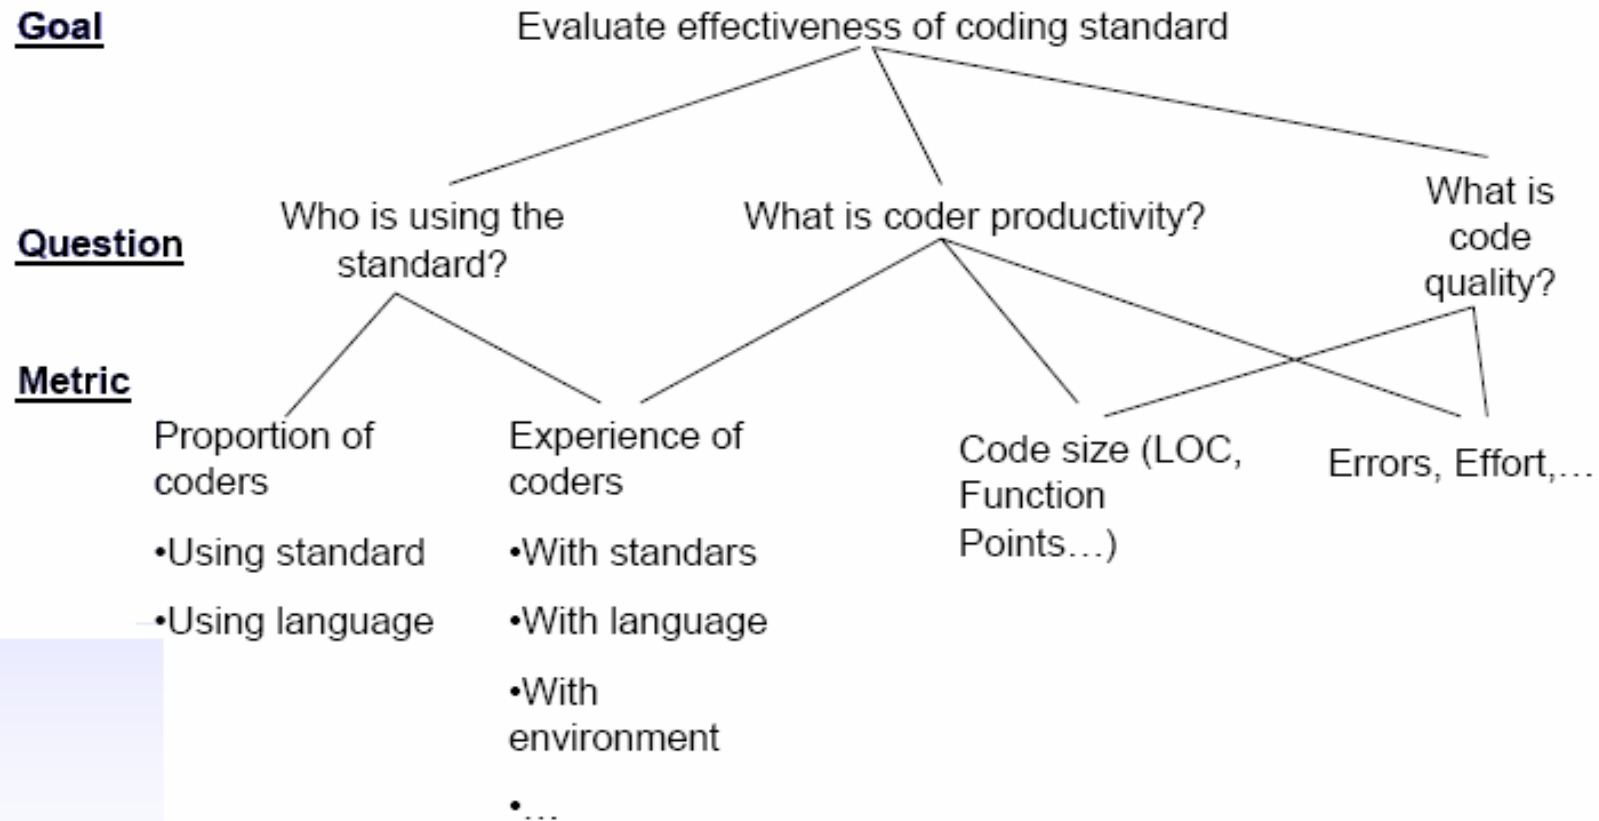 Goal
Evaluate effectiveness of coding standard
Question
Who is using the
standard?
What is coder productivity?
What is
code
quality?
Metric
Proportion of
coders
•Using standard
•Using language
Experience of
coders
•With standars
•With language
•With
environment
•...
Code size (LOC,
Function
Points...)
Errors, Effort,...